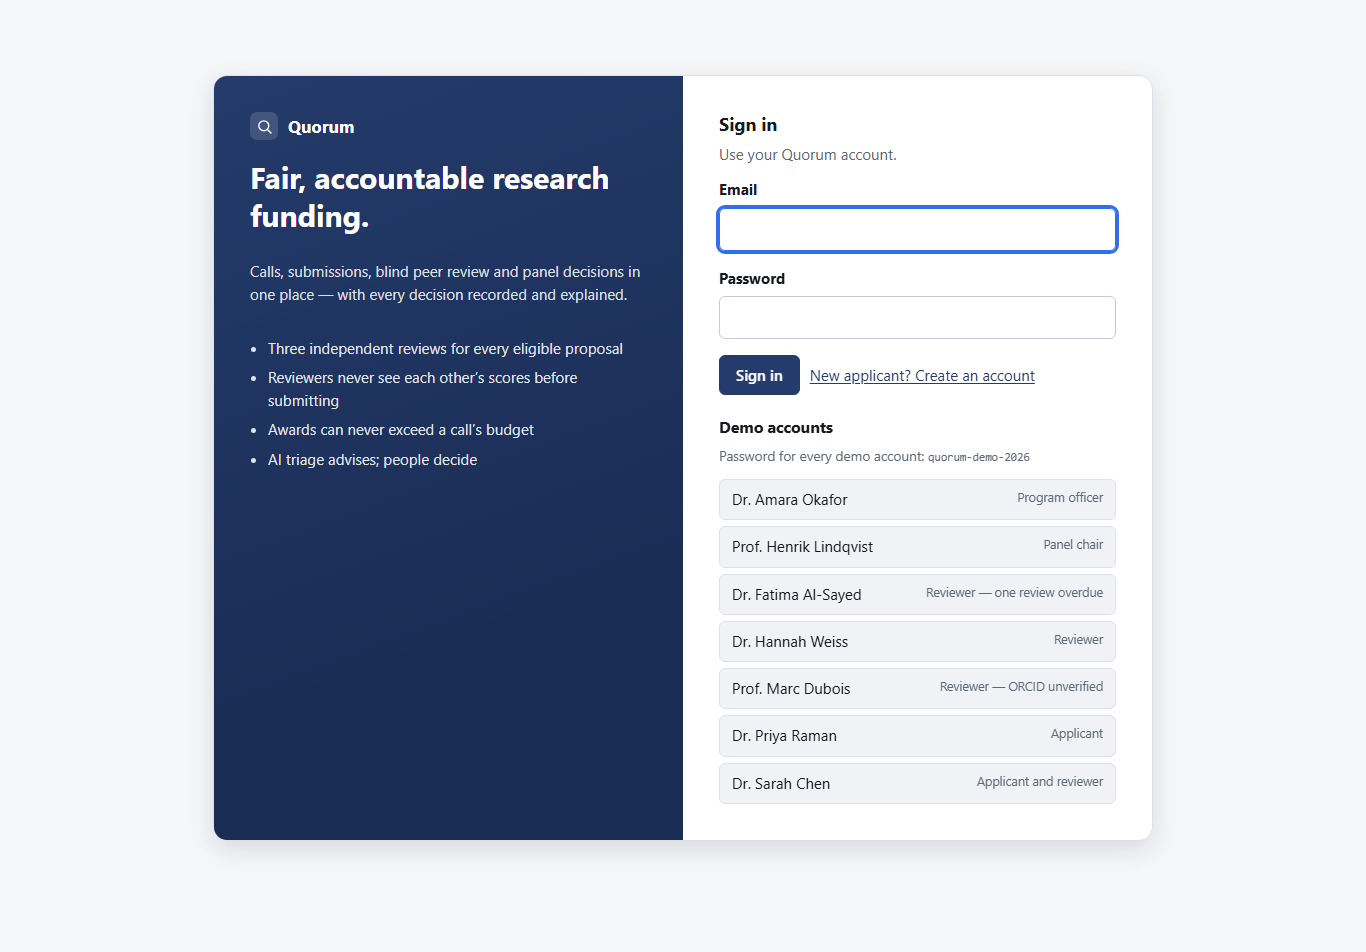 Quorum
Fair, accountable research
funding.
Calls, submissions, blind peer review and panel decisions in
one place — with every decision recorded and explained.
• Three independent reviews for every eligible proposal
• Reviewers never see each other’s scores before
submitting
• Awards can never exceed a call’s budget
• AI triage advises; people decide
Sign in
Use your Quorum account.
Email
Password
Sign in New applicant? Create an account
Demo accounts
Password for every demo account: quorum-demo-2026
Dr. Amara Okafor Program officer
Prof. Henrik Lindqvist Panel chair
Dr. Fatima Al-Sayed Reviewer — one review overdue
Dr. Hannah Weiss Reviewer
Prof. Marc Dubois Reviewer — ORCID unverified
Dr. Priya Raman Applicant
Dr. Sarah Chen Applicant and reviewer